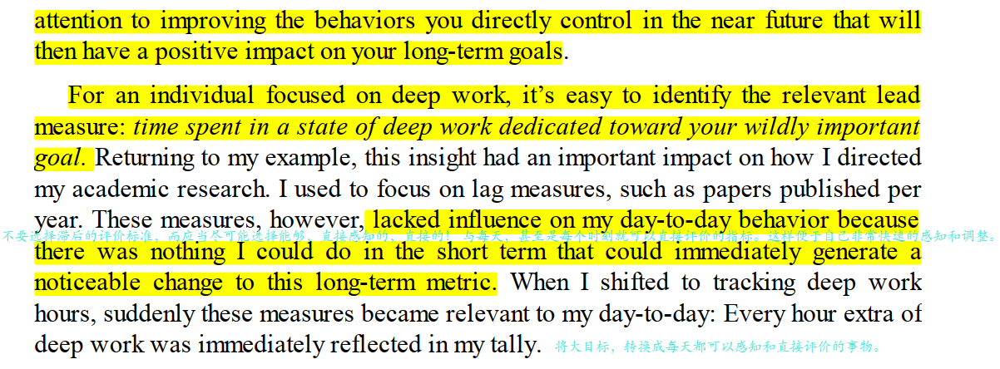 attention to improving the behaviors you directly control in the near future that will
then have a positive impact on your long-term goals.
For an individual focused on deep work, it’s easy to identify the relevant lead
measure: time spent in a state of deep work dedicated toward your wildly important
goal. Returning to my example, this insight had an important impact on how I directed
my academic research. I used to focus on lag measures, such as papers published per
year. These measures, however, lacked influence on my day-to-day behavior because
不要选择滞后的评价标准，而应当尽可能选择能够、直接感知的，直接的！与每天，甚至是每个时刻就可以直接评价的指标。这样便于自己非常快速的感知和调整。
there was nothing I could do in the short term that could immediately generate a
noticeable change to this long-term metric. When I shifted to tracking deep work
hours, suddenly these measures became relevant to my day-to-day: Every hour extra of
deep work was immediately reflected in my tally. 将大目标，转换成每天都可以感知和直接评价的事物。